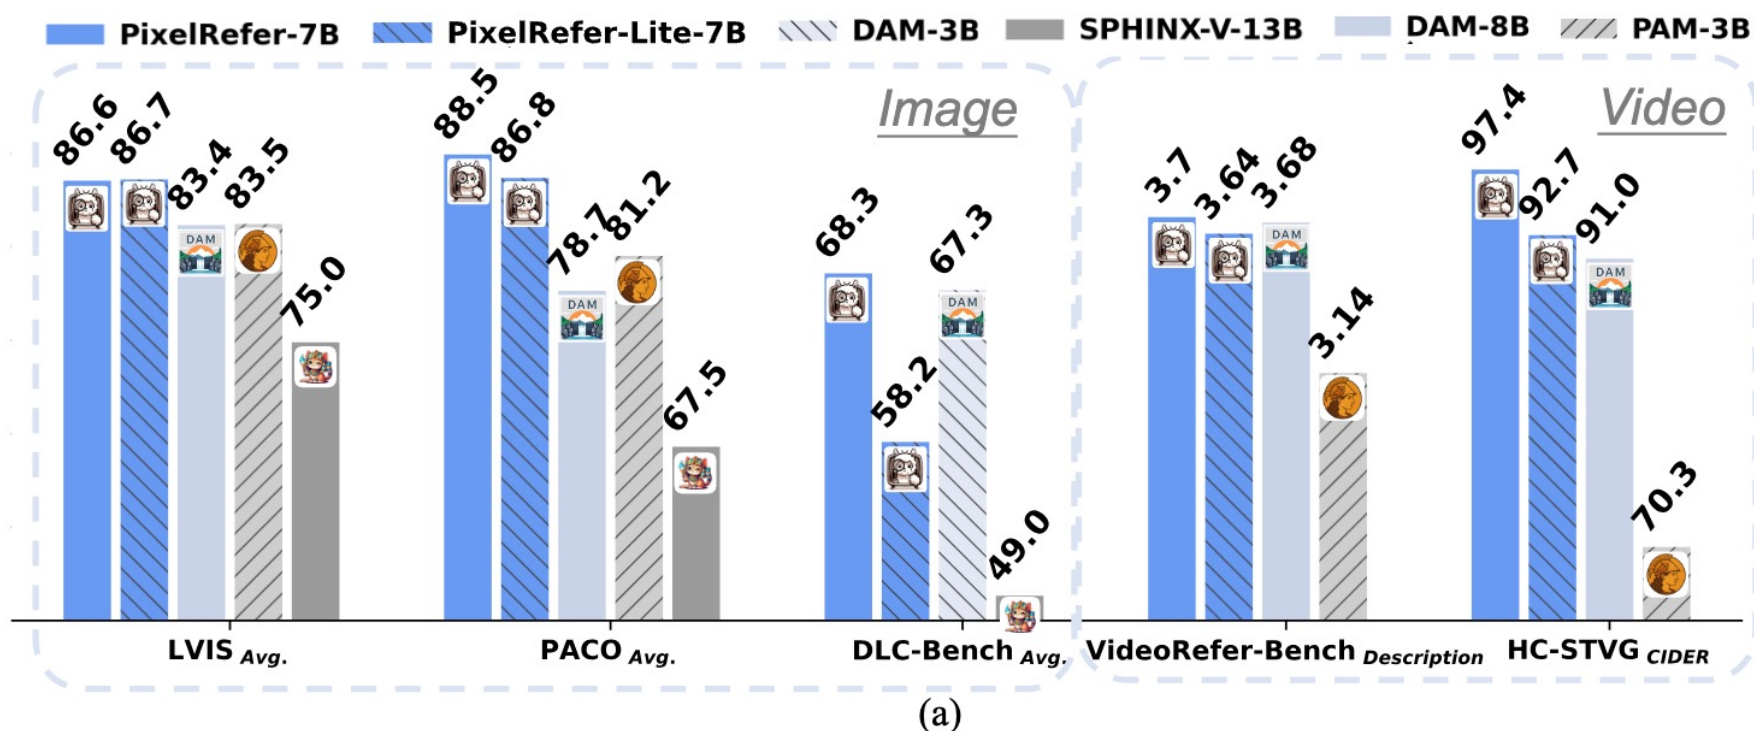 PixelRefer-7B PixelRefer-Lite-7B DAM-3B SPHINX-V-13B DAM-8B PAM-3B
Image Video
86.6 86.7 83.4 83.5 75.0
88.5 86.8 78.7 81.2 67.5
68.3 58.2 67.3 49.0
3.7 3.64 3.68 3.14
97.4 92.7 91.0 70.3
DAM DAM DAM DAM DAM
LVIS Avg. PACO Avg. DLC-Bench Avg. VideoRefer-Bench Description HC-STVG CIDER
(a)